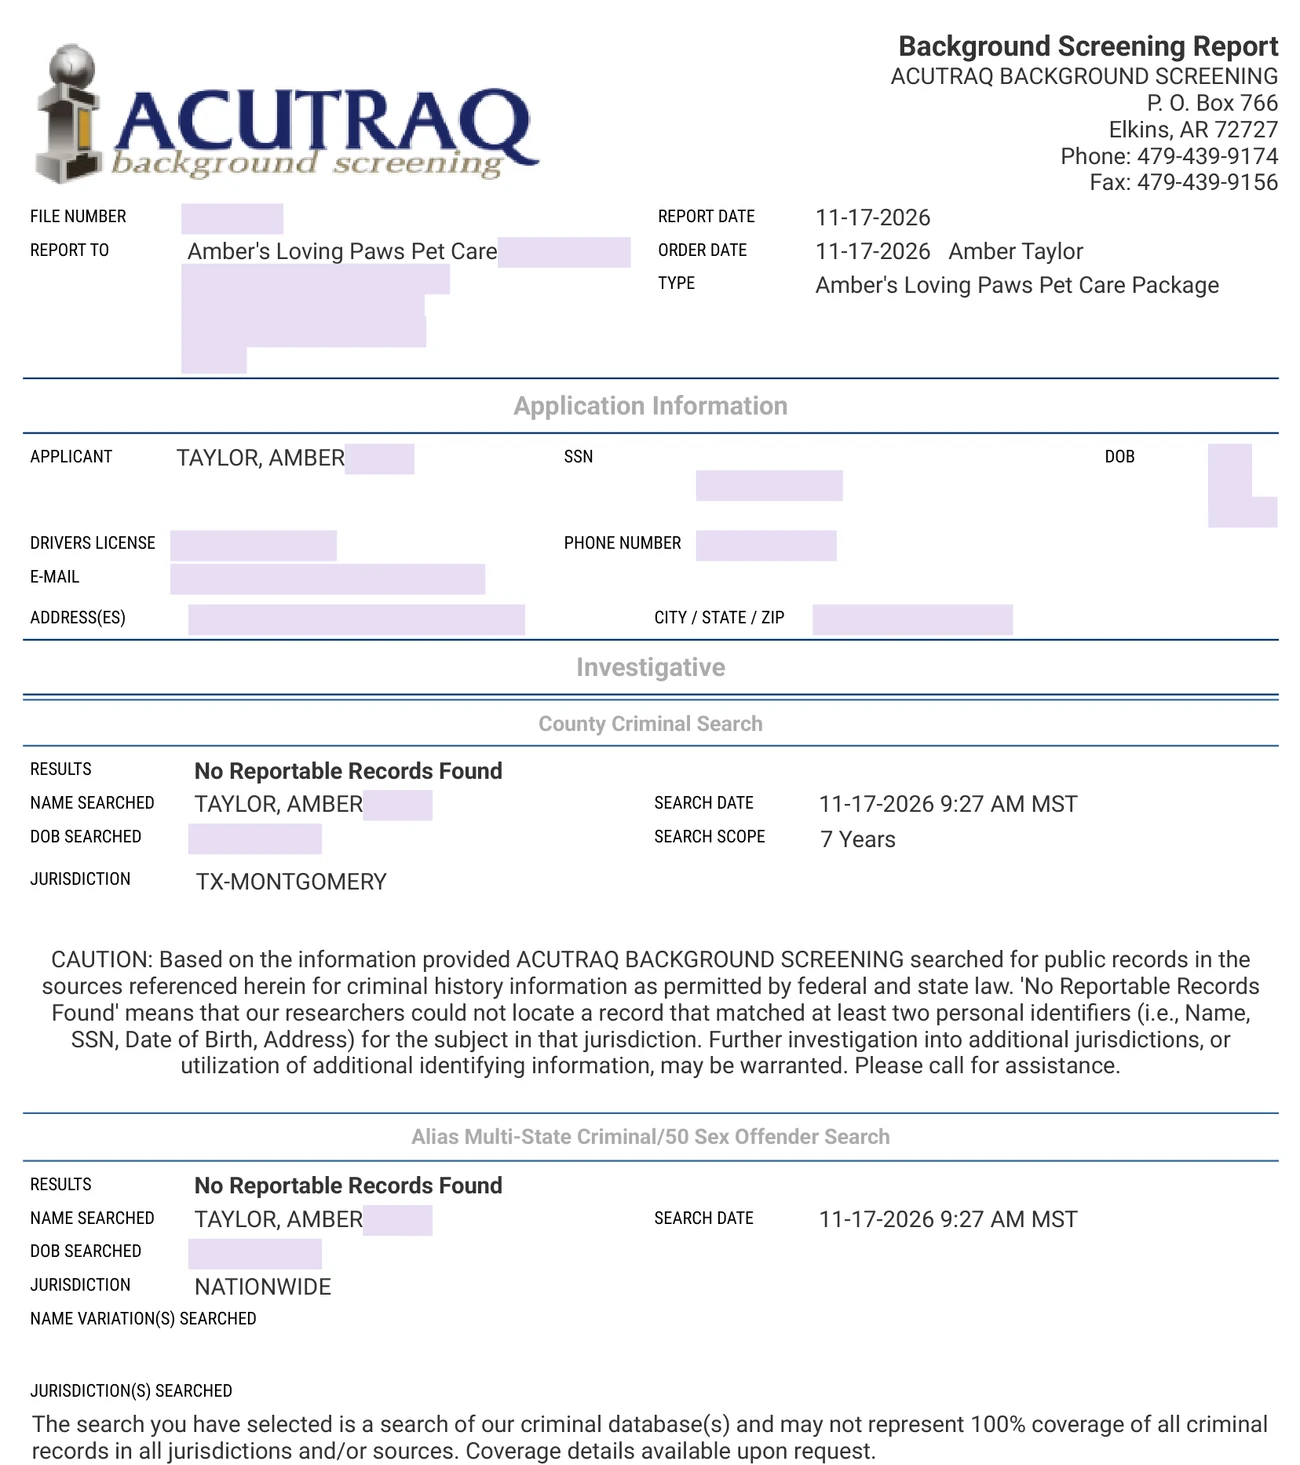 ACUTRAQ
background screening
Background Screening Report
ACUTRAQ BACKGROUND SCREENING
P. O. Box 766
Elkins, AR 72727
Phone: 479-439-9174
Fax: 479-439-9156
FILE NUMBER
REPORT DATE 11-17-2026
REPORT TO Amber's Loving Paws Pet Care
ORDER DATE 11-17-2026 Amber Taylor
TYPE Amber's Loving Paws Pet Care Package
Application Information
APPLICANT TAYLOR, AMBER SSN DOB
DRIVERS LICENSE PHONE NUMBER
E-MAIL
ADDRESS(ES) CITY / STATE / ZIP
Investigative
County Criminal Search
RESULTS No Reportable Records Found
NAME SEARCHED TAYLOR, AMBER SEARCH DATE 11-17-2026 9:27 AM MST
DOB SEARCHED SEARCH SCOPE 7 Years
JURISDICTION TX-MONTGOMERY
CAUTION: Based on the information provided ACUTRAQ BACKGROUND SCREENING searched for public records in the
sources referenced herein for criminal history information as permitted by federal and state law. 'No Reportable Records
Found' means that our researchers could not locate a record that matched at least two personal identifiers (i.e., Name,
SSN, Date of Birth, Address) for the subject in that jurisdiction. Further investigation into additional jurisdictions, or
utilization of additional identifying information, may be warranted. Please call for assistance.
Alias Multi-State Criminal/50 Sex Offender Search
RESULTS No Reportable Records Found
NAME SEARCHED TAYLOR, AMBER SEARCH DATE 11-17-2026 9:27 AM MST
DOB SEARCHED
JURISDICTION NATIONWIDE
NAME VARIATION(S) SEARCHED
JURISDICTION(S) SEARCHED
The search you have selected is a search of our criminal database(s) and may not represent 100% coverage of all criminal
records in all jurisdictions and/or sources. Coverage details available upon request.